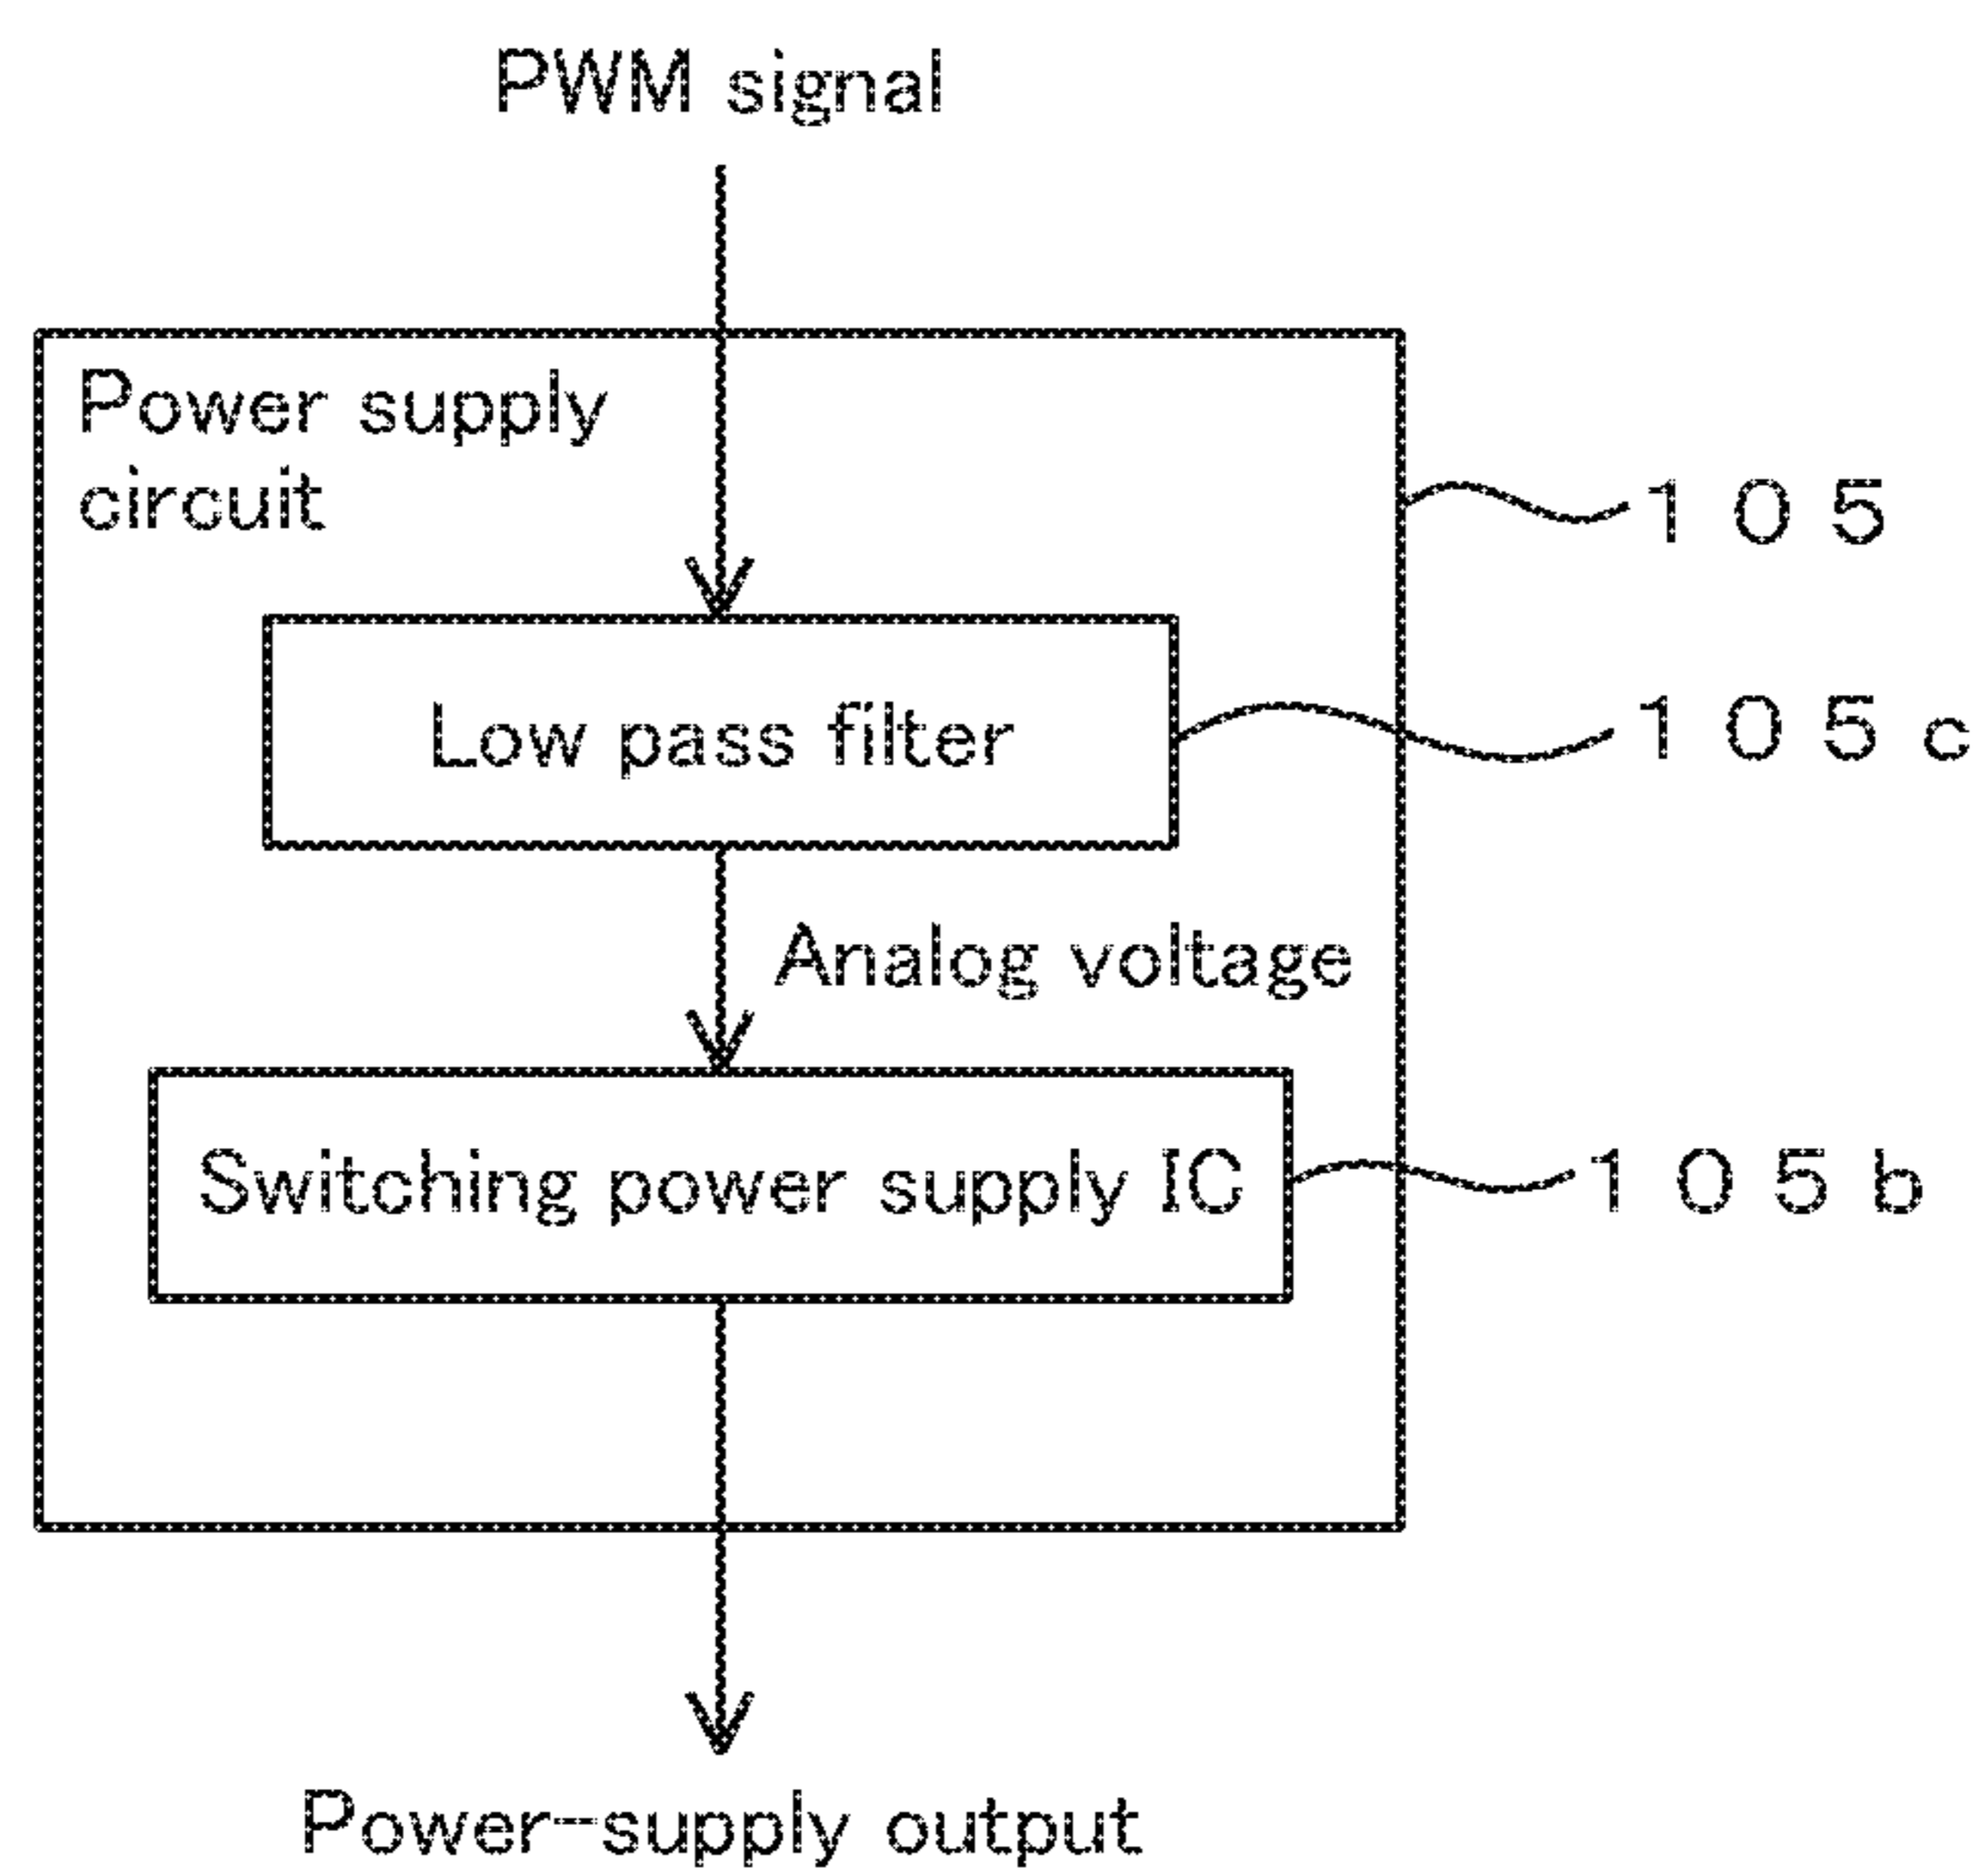 PWM signal
Power supply
circuit
１０５
Low pass filter
１０５ｃ
Analog voltage
Switching power supply IC
１０５ｂ
Power-supply output